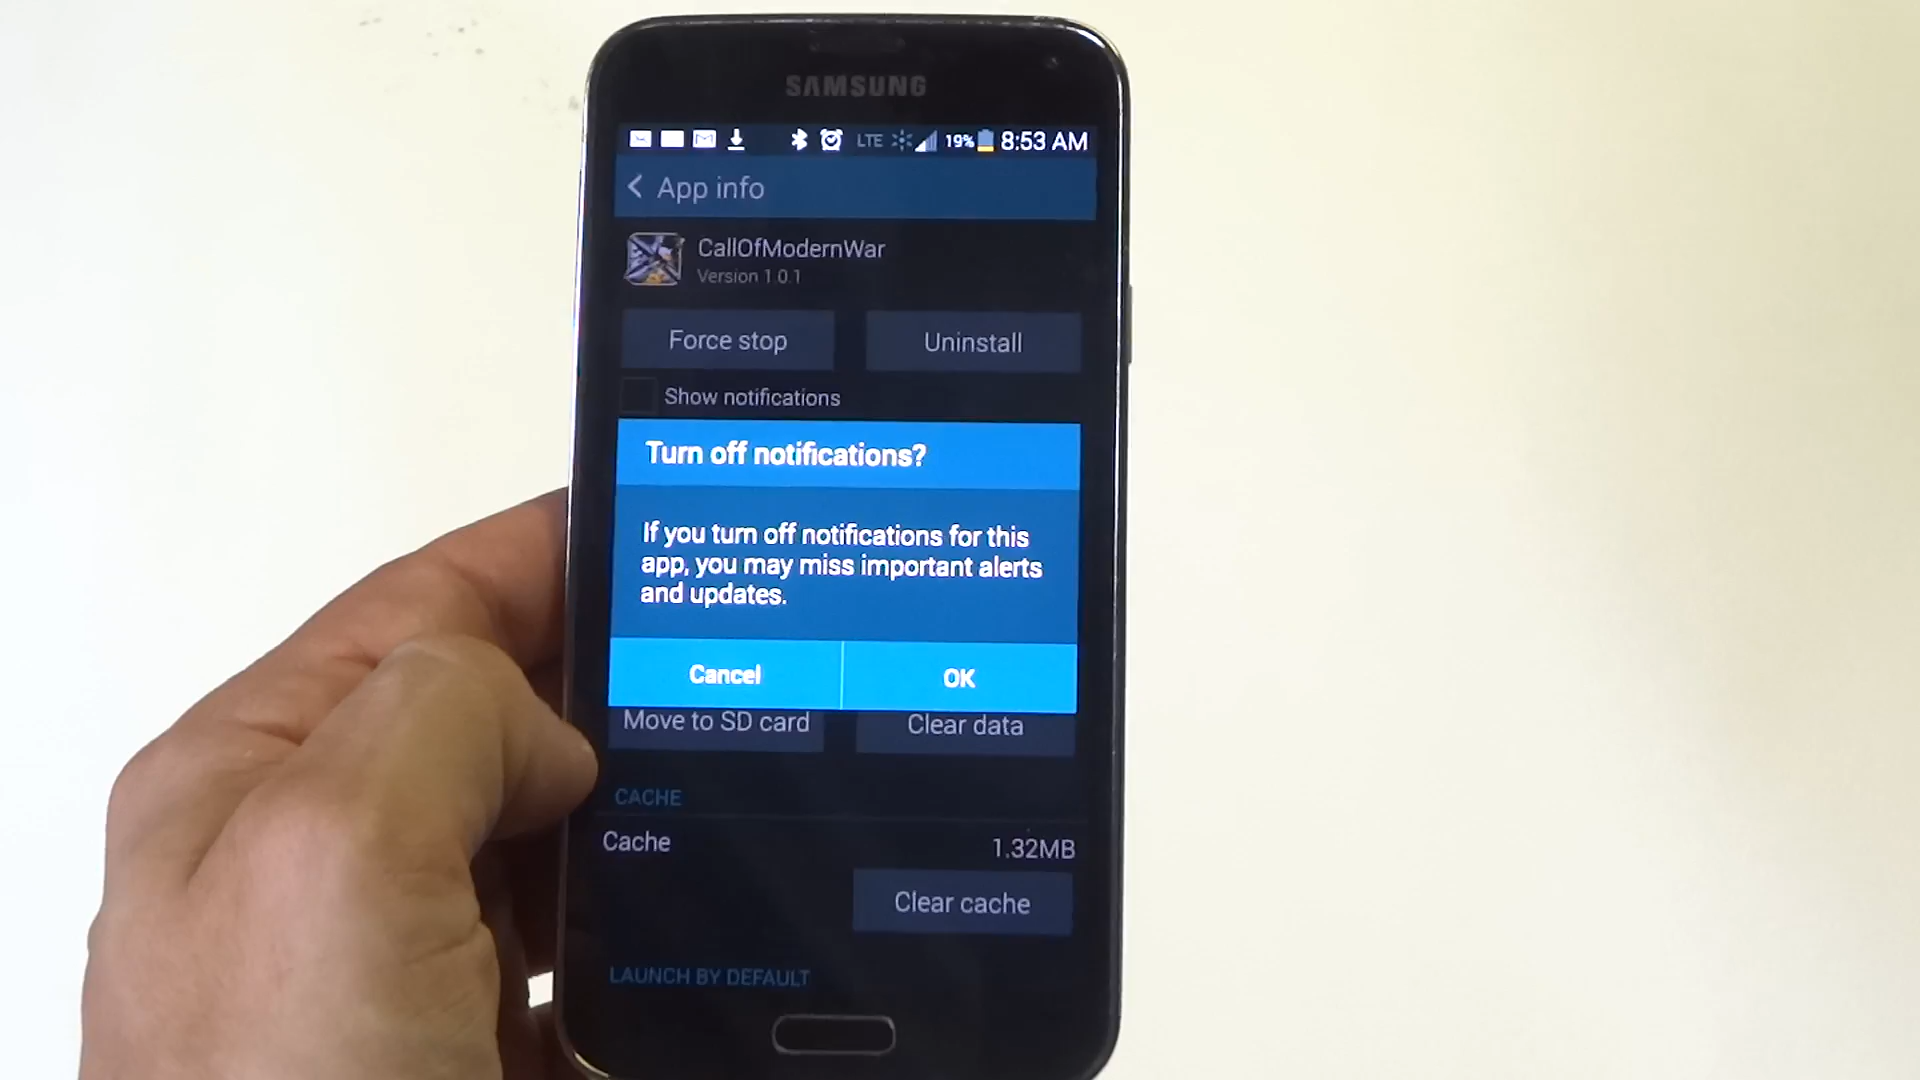 SAMSUNG
LTE 19% 8:53 AM
App info
CallOfModernWar
Version 1.0.1
Force stop Uninstall
Show notifications
Turn off notifications?
If you turn off notifications for this
app, you may miss important alerts
and updates.
Cancel OK
Move to SD card Clear data
CACHE
Cache 1.32MB
Clear cache
LAUNCH BY DEFAULT